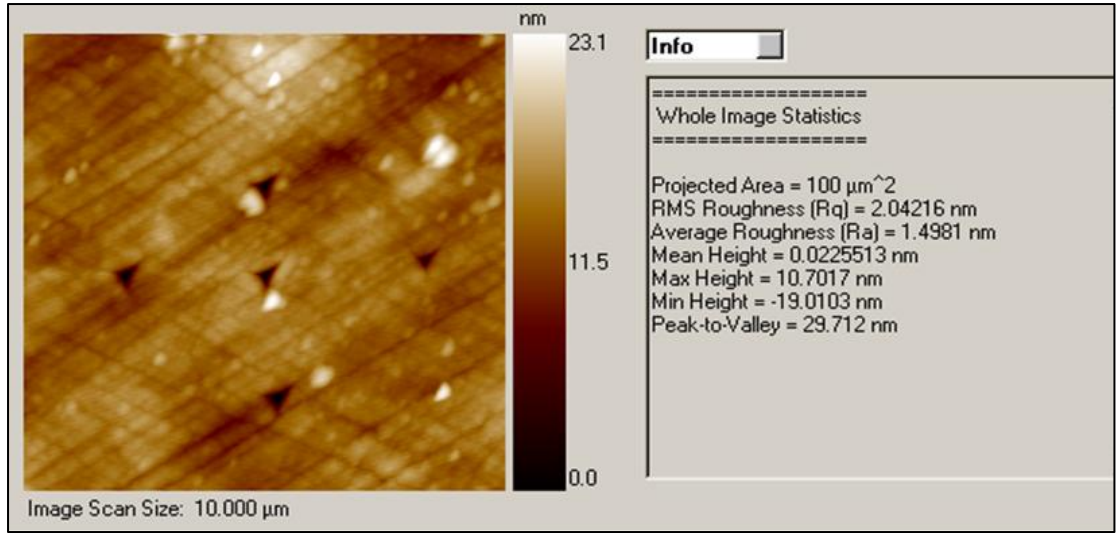 nm
23.1
11.5
0.0
Image Scan Size: 10.000 µm
Info
===================
Whole Image Statistics
===================
Projected Area = 100 µm^2
RMS Roughness (Rq) = 2.04216 nm
Average Roughness (Ra) = 1.4981 nm
Mean Height = 0.0225513 nm
Max Height = 10.7017 nm
Min Height = -19.0103 nm
Peak-to-Valley = 29.712 nm